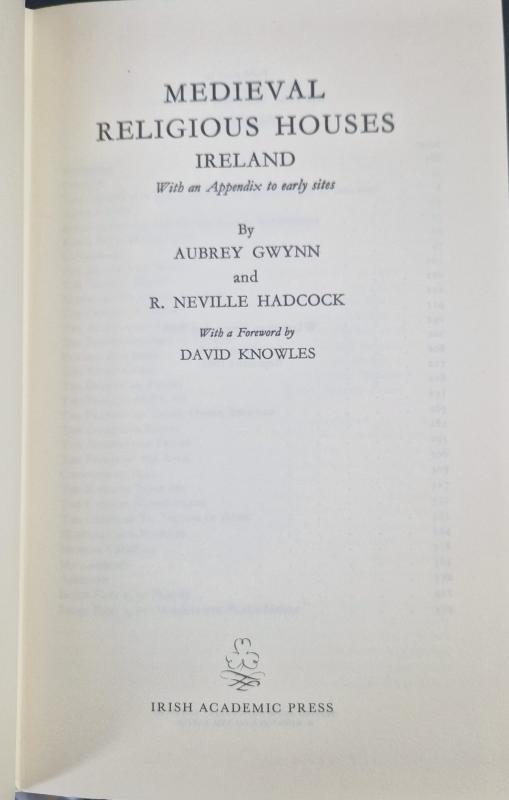 MEDIEVAL
RELIGIOUS HOUSES
IRELAND
With an Appendix to early sites
By
AUBREY GWYNN
and
R. NEVILLE HADCOCK
With a Foreword by
DAVID KNOWLES
IRISH ACADEMIC PRESS